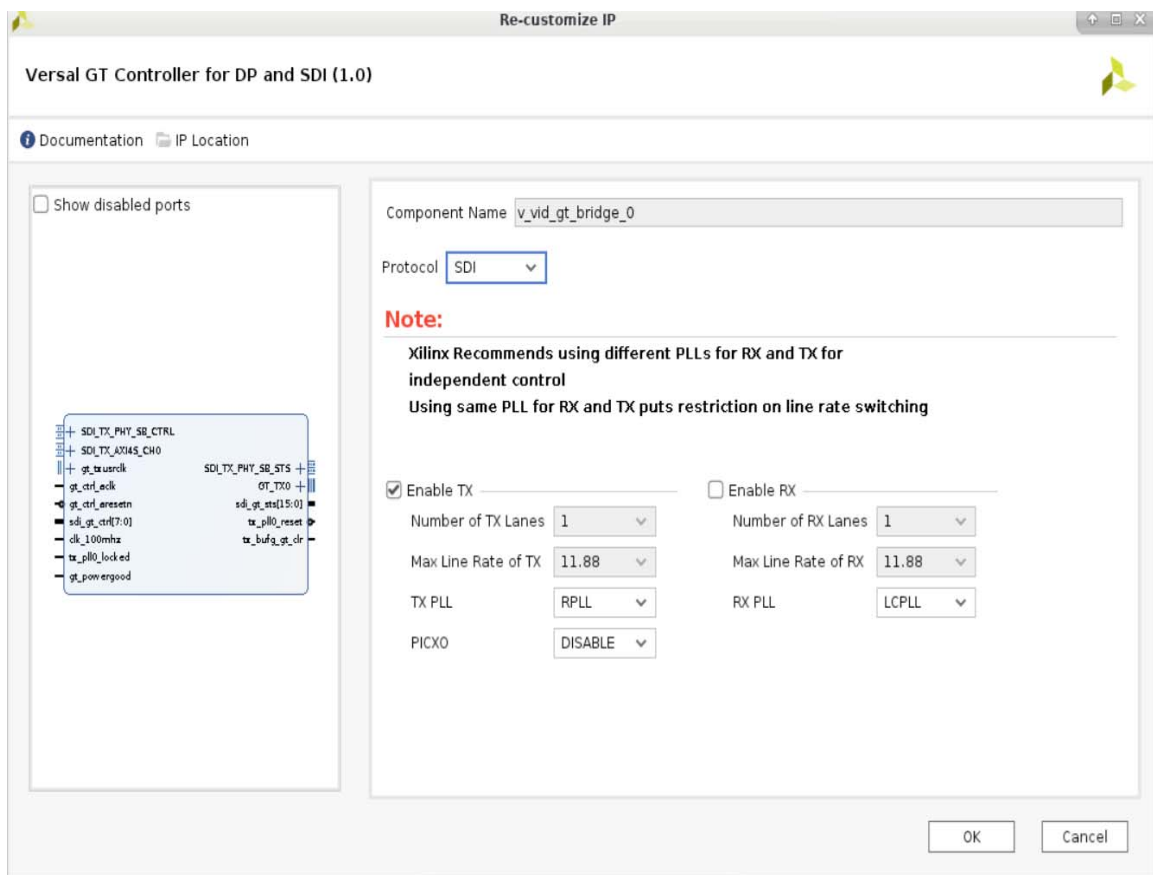 Re-customize IP
Versal GT Controller for DP and SDI (1.0)
Documentation IP Location
Show disabled ports
SDI_TX_PHY_SB_CTRL
SDI_TX_AXI4S_CH0
gt_txusrclk
gt_ctrl_aclk
gt_ctrl_aresetn
sdi_gt_ctrl[7:0]
clk_100mhz
tx_pll0_locked
gt_powergood
SDI_TX_PHY_SB_STS
GT_TX0
sdi_gt_sts[15:0]
tx_pll0_reset
tx_bufg_gt_clr
Component Name v_vid_gt_bridge_0
Protocol SDI
Note:
Xilinx Recommends using different PLLs for RX and TX for
independent control
Using same PLL for RX and TX puts restriction on line rate switching
Enable TX
Number of TX Lanes 1
Max Line Rate of TX 11.88
TX PLL RPLL
PICXO DISABLE
Enable RX
Number of RX Lanes 1
Max Line Rate of RX 11.88
RX PLL LCPLL
OK Cancel